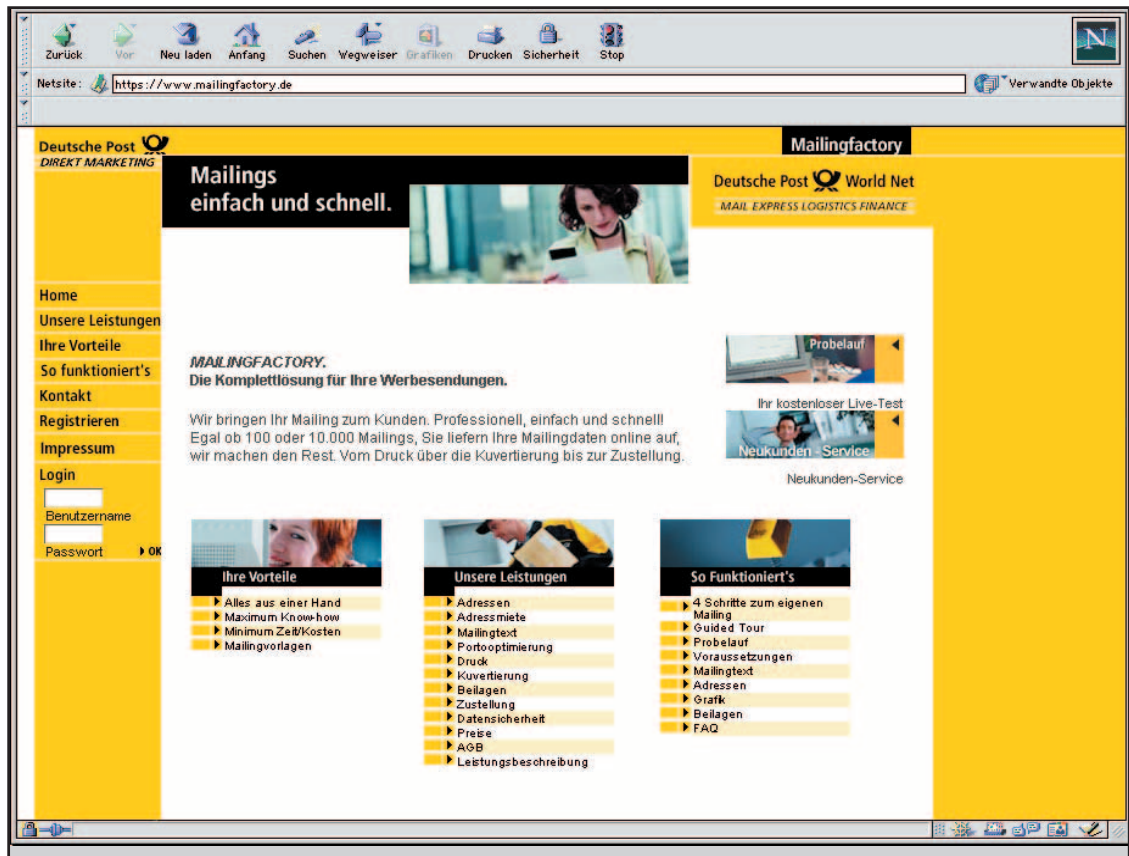 Zurück Vor Neu laden Anfang Suchen Wegweiser Grafiken Drucken Sicherheit Stop
N
Netsite: https://www.mailingfactory.de Verwandte Objekte
Deutsche Post
DIREKT MARKETING
Mailingfactory
Mailings
einfach und schnell.
Deutsche Post World Net
MAIL EXPRESS LOGISTICS FINANCE
Home
Unsere Leistungen
Ihre Vorteile
So funktioniert's
Kontakt
Registrieren
Impressum
Login
Benutzername
Passwort OK
MAILINGFACTORY.
Die Komplettlösung für Ihre Werbesendungen.
Wir bringen Ihr Mailing zum Kunden. Professionell, einfach und schnell!
Egal ob 100 oder 10.000 Mailings, Sie liefern Ihre Mailingdaten online auf,
wir machen den Rest. Vom Druck über die Kuvertierung bis zur Zustellung.
Probelauf
Ihr kostenloser Live-Test
Neukunden - Service
Neukunden-Service
Ihre Vorteile
Alles aus einer Hand
Maximum Know-how
Minimum Zeit/Kosten
Mailingvorlagen
Unsere Leistungen
Adressen
Adressmiete
Mailingtext
Portooptimierung
Druck
Kuvertierung
Beilagen
Zustellung
Datensicherheit
Preise
AGB
Leistungsbeschreibung
So Funktioniert's
4 Schritte zum eigenen
Mailing
Guided Tour
Probelauf
Voraussetzungen
Mailingtext
Adressen
Grafik
Beilagen
FAQ